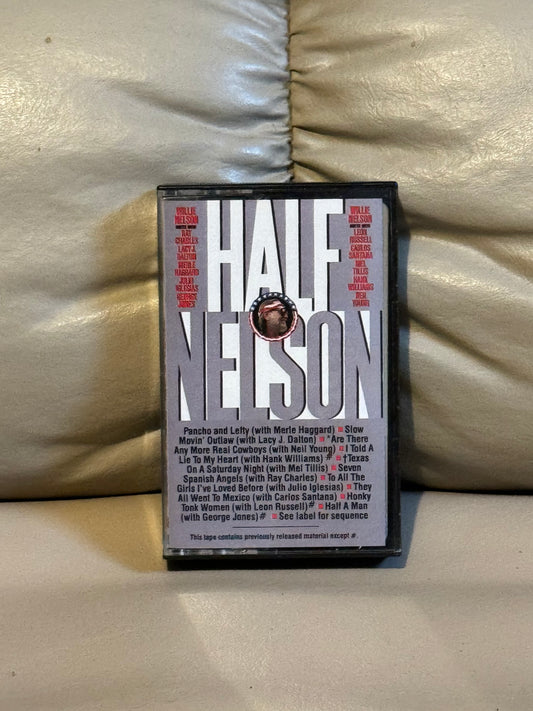 WILLIE
NELSON
DUETS WITH
RAY
CHARLES
LACY J.
DALTON
MERLE
HAGGARD
JULIO
IGLESIAS
GEORGE
JONES
HALF
NELSON
WILLIE
NELSON
DUETS WITH
LEON
RUSSELL
CARLOS
SANTANA
MEL
TILLIS
HANK
WILLIAMS
NEIL
YOUNG
Pancho and Lefty (with Merle Haggard) ■ Slow
Movin' Outlaw (with Lacy J. Dalton) ■ *Are There
Any More Real Cowboys (with Neil Young) ■ I Told A
Lie To My Heart (with Hank Williams) # ■ †Texas
On A Saturday Night (with Mel Tillis) ■ Seven
Spanish Angels (with Ray Charles) ■ To All The
Girls I've Loved Before (with Julio Iglesias) ■ They
All Went To Mexico (with Carlos Santana) ■ Honky
Tonk Women (with Leon Russell)# ■ Half A Man
(with George Jones)# ■ See label for sequence
This tape contains previously released material except #.